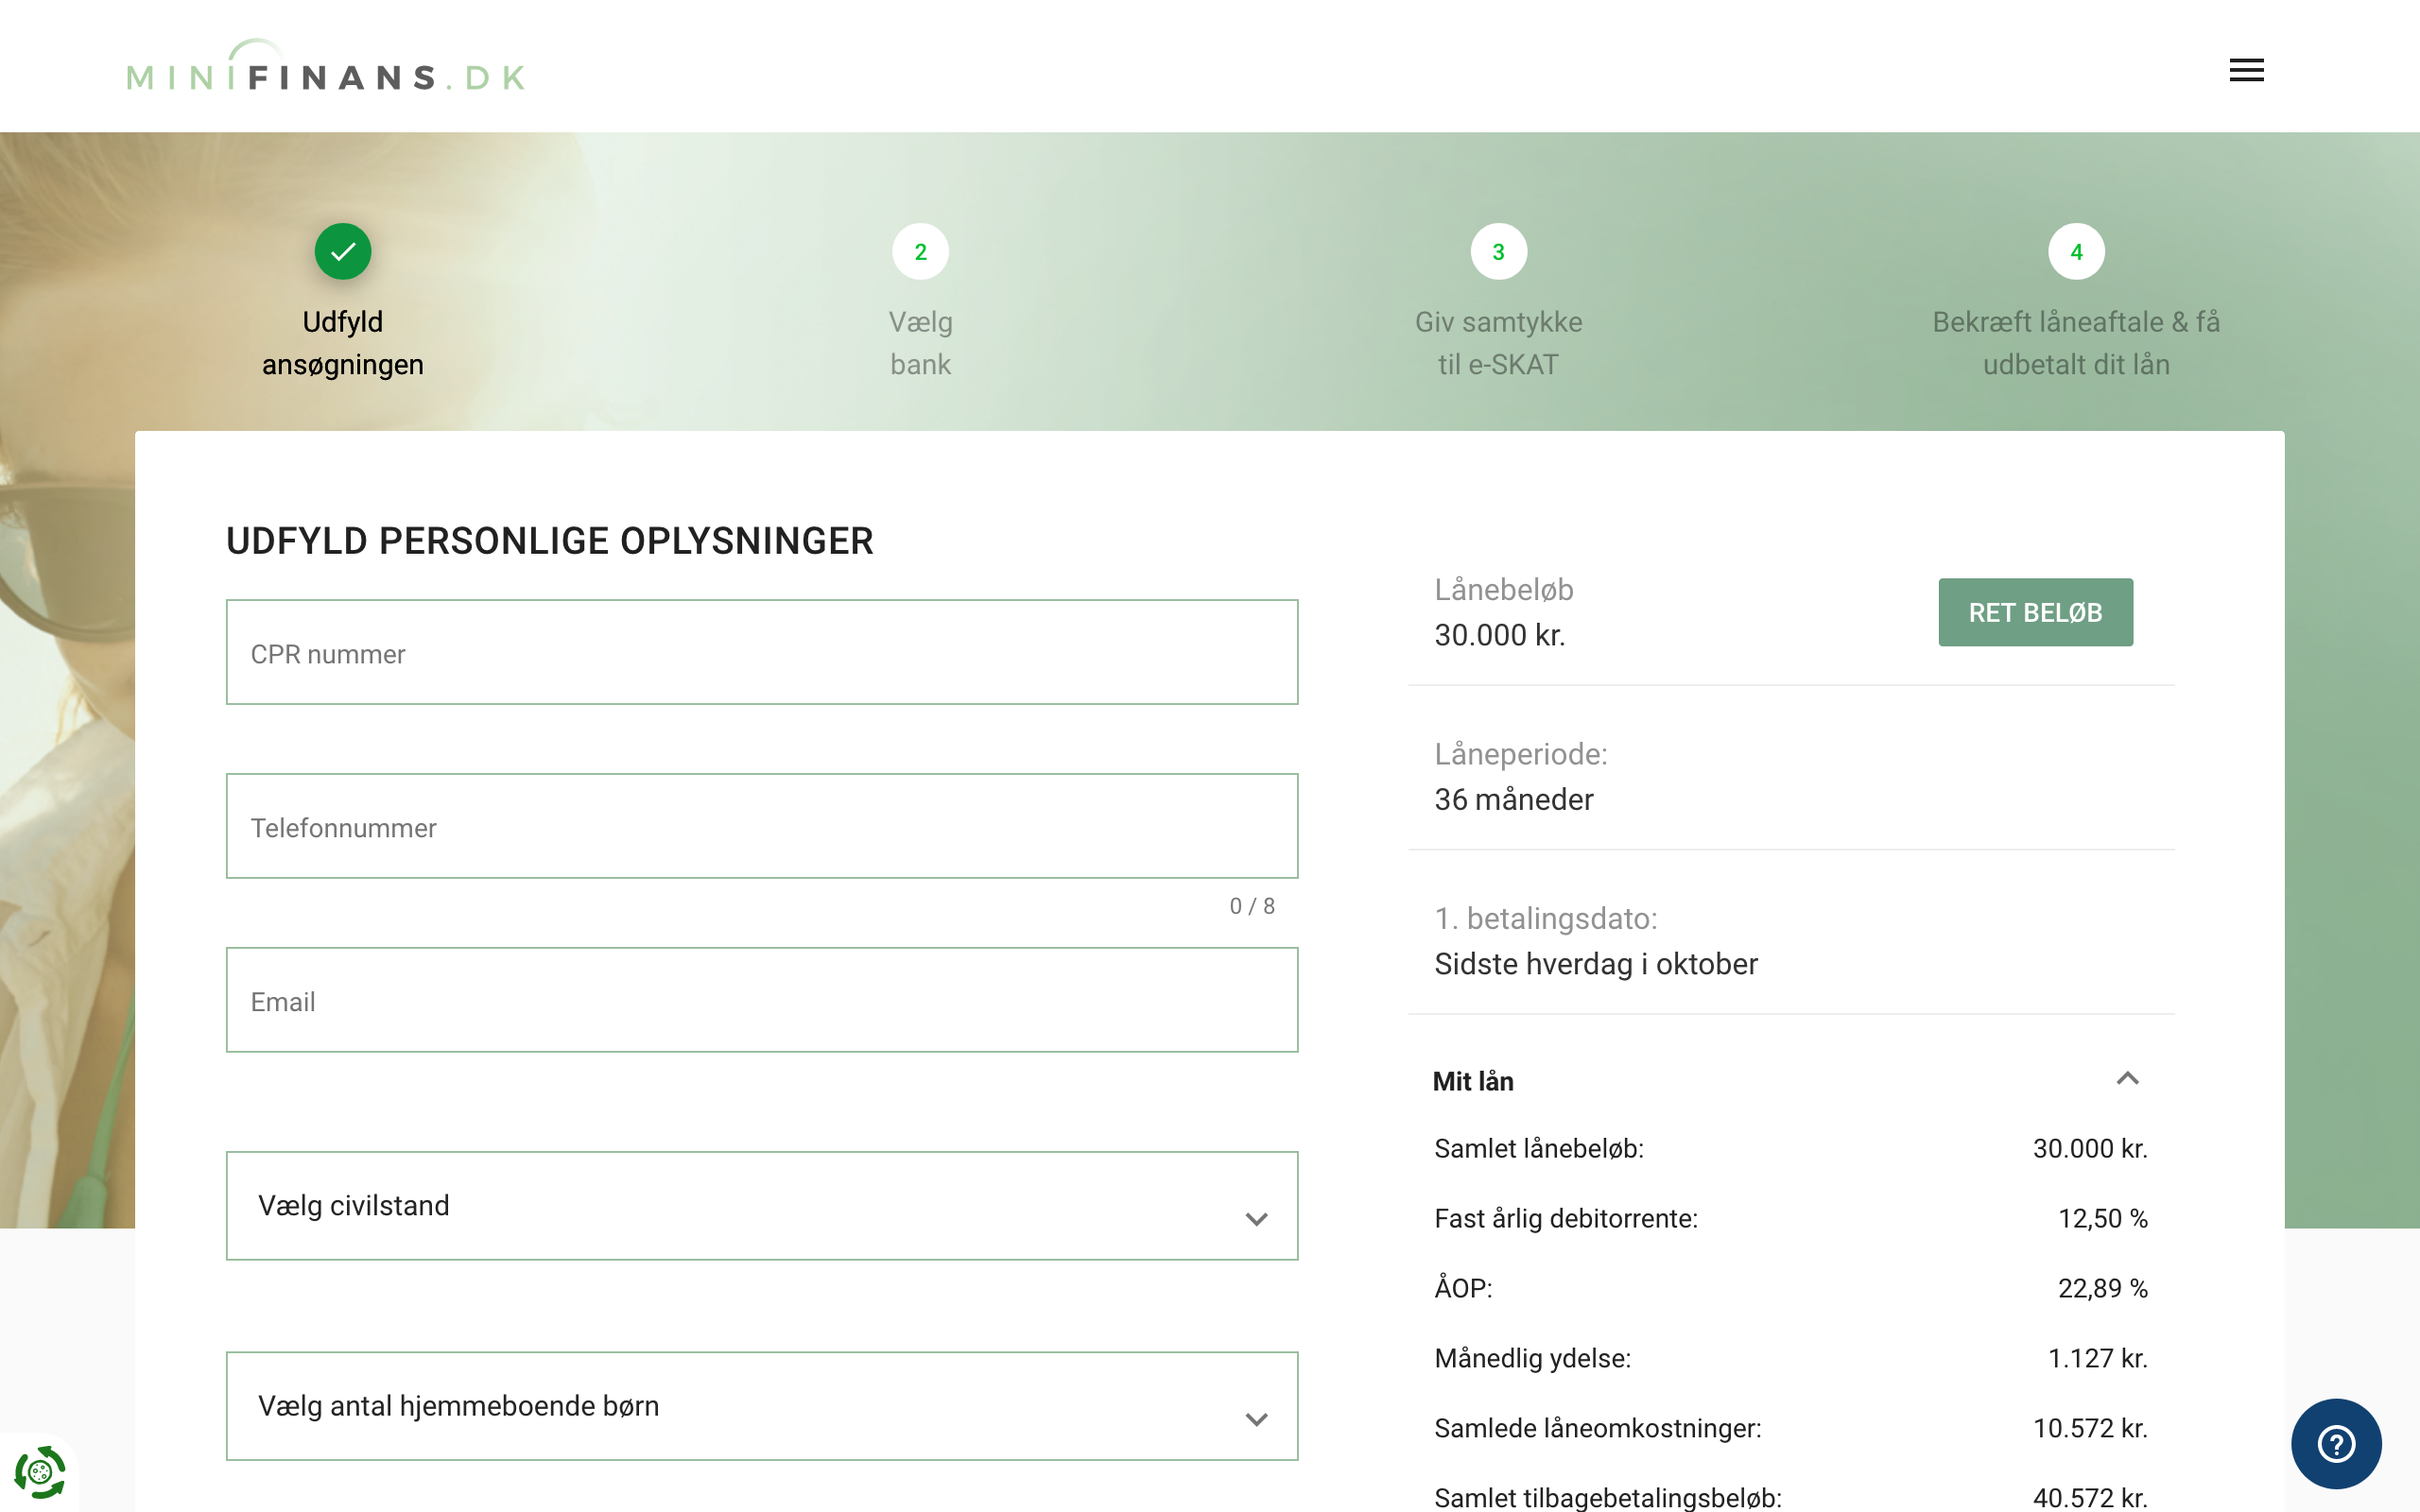 MINIFINANS.DK
Udfyld
ansøgningen
2
Vælg
bank
3
Giv samtykke
til e-SKAT
4
Bekræft låneaftale & få
udbetalt dit lån
UDFYLD PERSONLIGE OPLYSNINGER
CPR nummer
Telefonnummer
0 / 8
Email
Vælg civilstand
Vælg antal hjemmeboende børn
Lånebeløb
30.000 kr.
RET BELØB
Låneperiode:
36 måneder
1. betalingsdato:
Sidste hverdag i oktober
Mit lån
Samlet lånebeløb: 30.000 kr.
Fast årlig debitorrente: 12,50 %
ÅOP: 22,89 %
Månedlig ydelse: 1.127 kr.
Samlede låneomkostninger: 10.572 kr.
Samlet tilbagebetalingsbeløb: 40.572 kr.